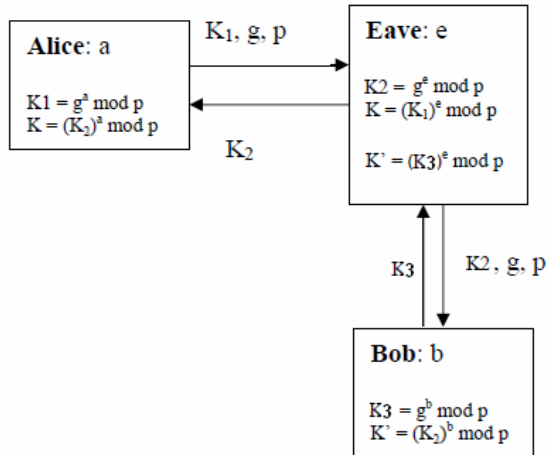 Alice: a
K1 = gᵃ mod p
K = (K₂)ᵃ mod p
K₁, g, p
K₂
Eave: e
K2 = gᵉ mod p
K = (K₁)ᵉ mod p
K’ = (K3)ᵉ mod p
K3
K2, g, p
Bob: b
K3 = gᵇ mod p
K’ = (K₂)ᵇ mod p